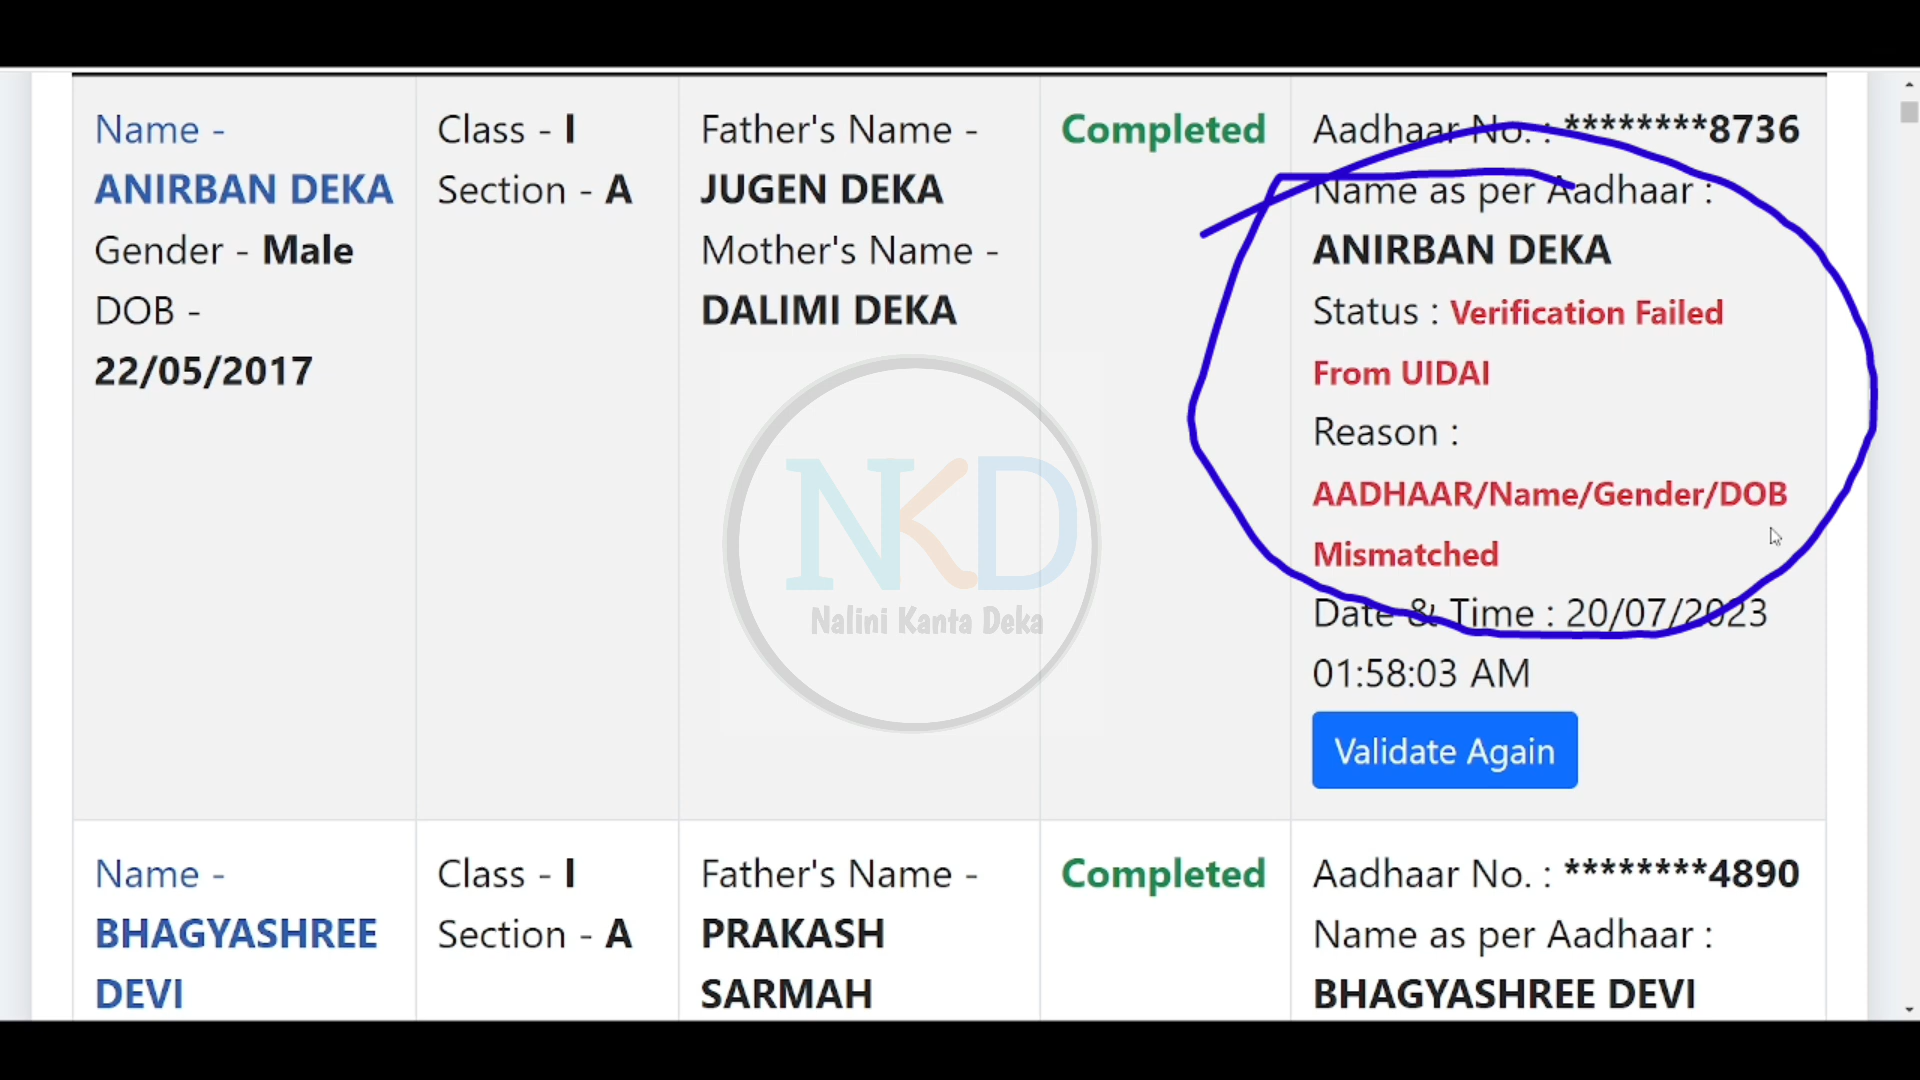 Name -
ANIRBAN DEKA
Gender - Male
DOB -
22/05/2017
Class - I
Section - A
Father's Name -
JUGEN DEKA
Mother's Name -
DALIMI DEKA
Completed
Aadhaar No. : ********8736
Name as per Aadhaar :
ANIRBAN DEKA
Status : Verification Failed
From UIDAI
Reason :
AADHAAR/Name/Gender/DOB
Mismatched
Date & Time : 20/07/2023
01:58:03 AM
Validate Again
NKD
Nalini Kanta Deka
Name -
BHAGYASHREE
DEVI
Class - I
Section - A
Father's Name -
PRAKASH
SARMAH
Completed
Aadhaar No. : ********4890
Name as per Aadhaar :
BHAGYASHREE DEVI